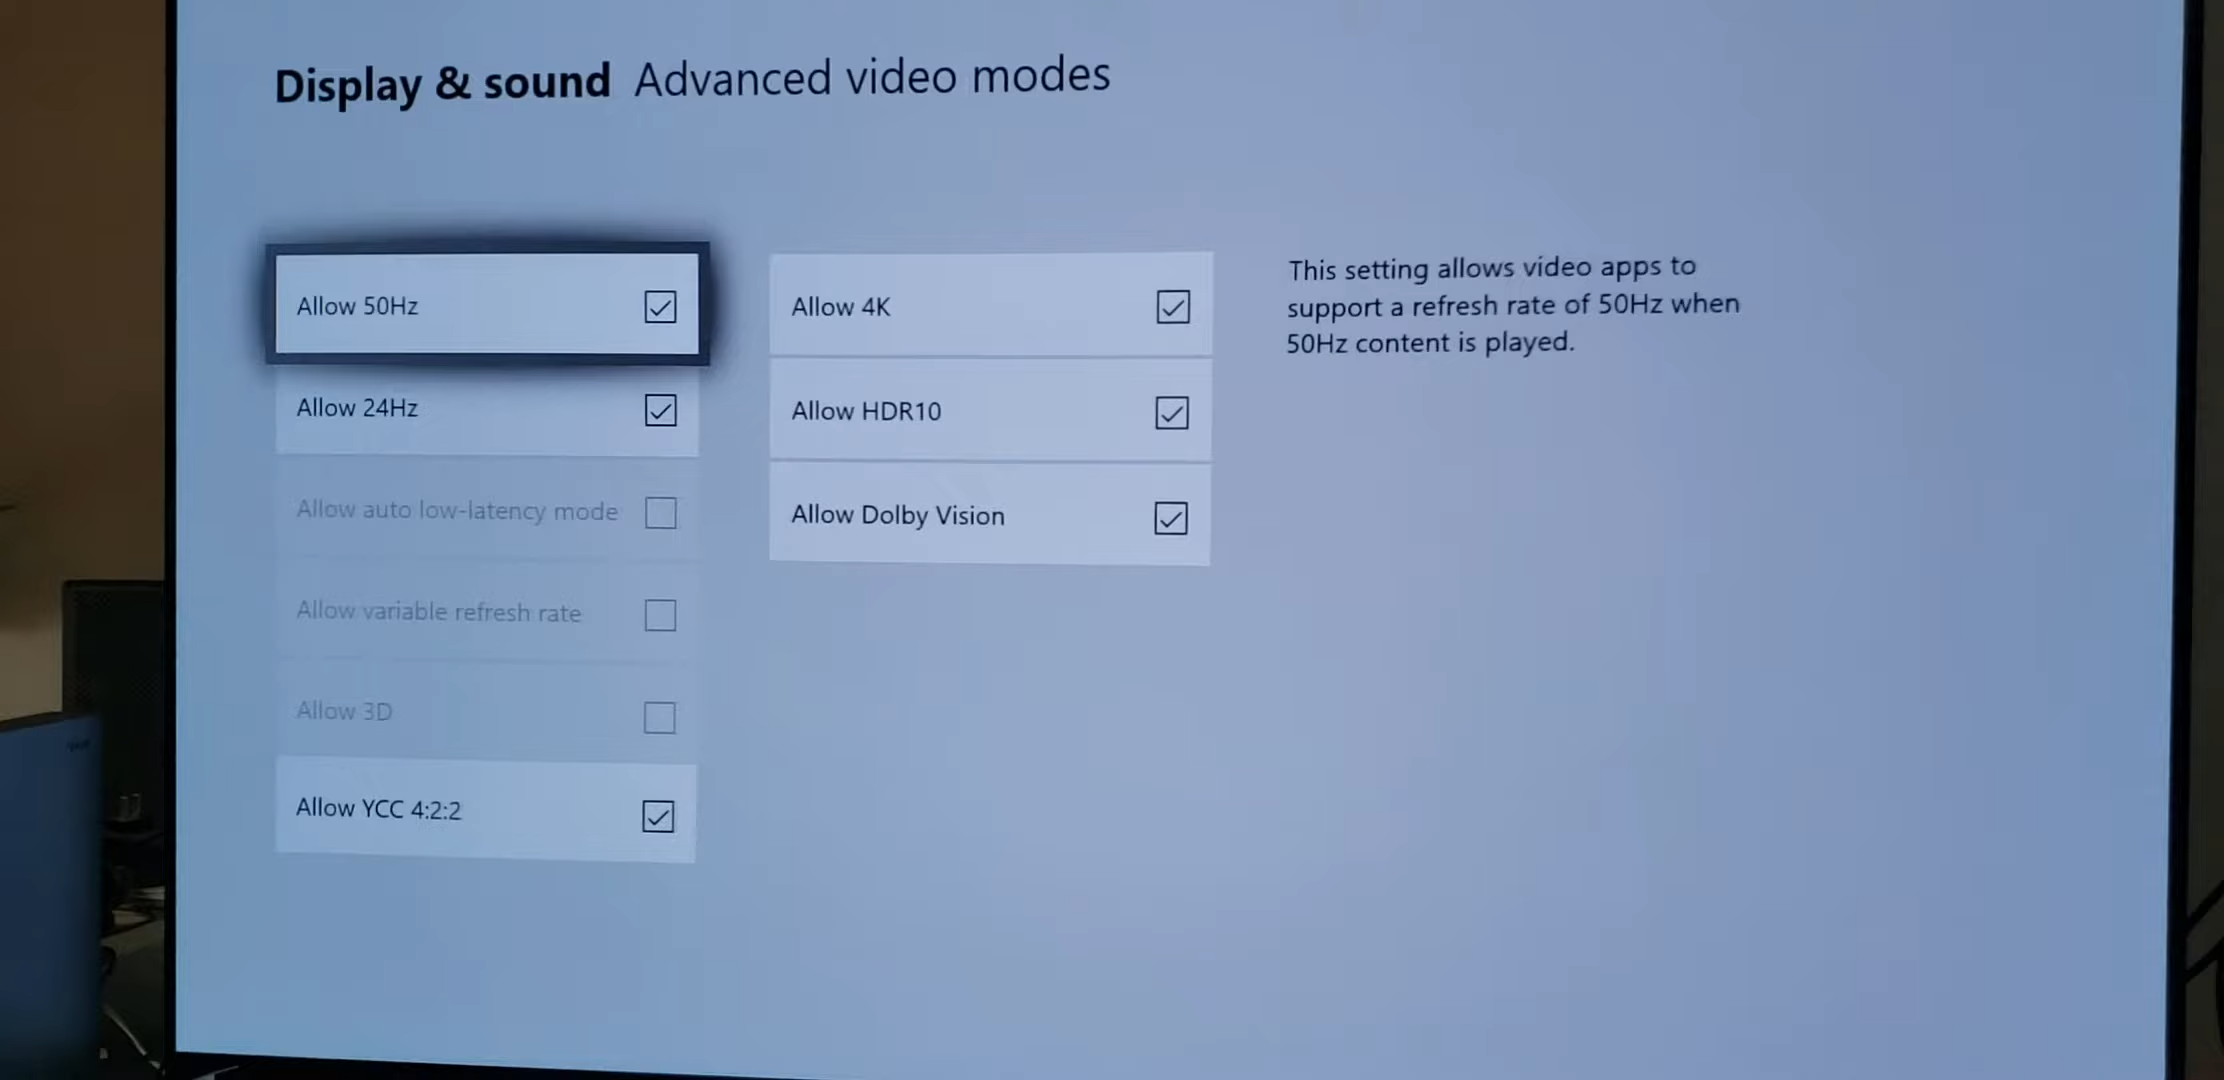 Display & sound Advanced video modes
Allow 50Hz
Allow 24Hz
Allow auto low-latency mode
Allow variable refresh rate
Allow 3D
Allow YCC 4:2:2
Allow 4K
Allow HDR10
Allow Dolby Vision
This setting allows video apps to
support a refresh rate of 50Hz when
50Hz content is played.